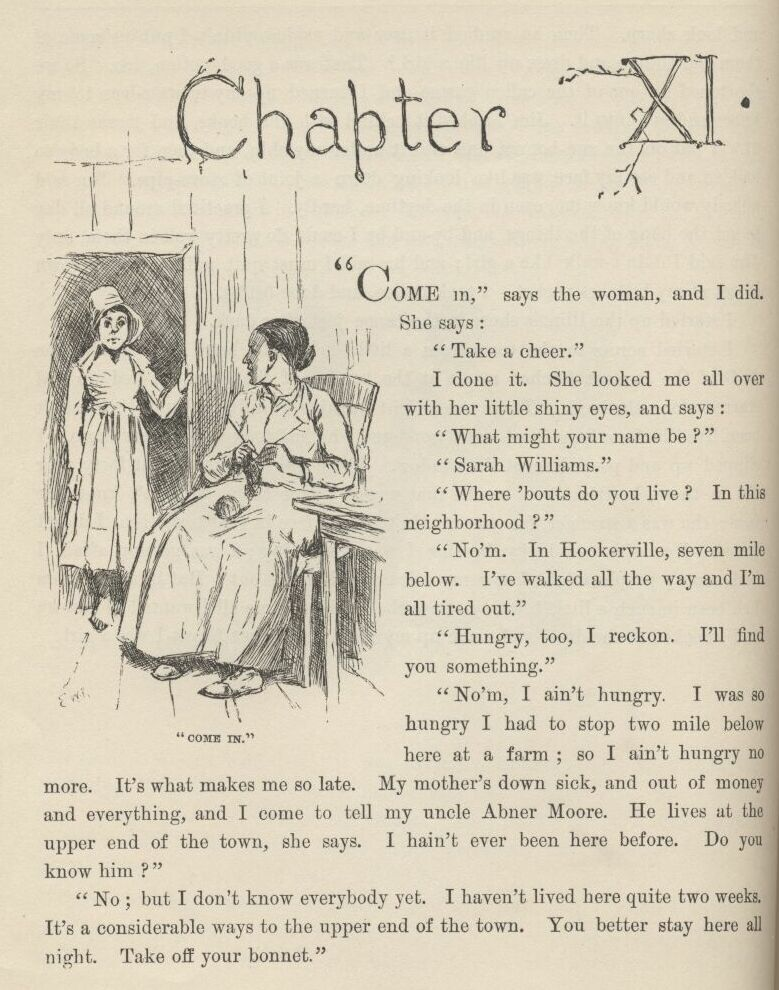 Chapter XI.
“COME in,” says the woman, and I did.
She says :
“Take a cheer.”
I done it. She looked me all over
with her little shiny eyes, and says :
“What might your name be ?”
“Sarah Williams.”
“Where ’bouts do you live ? In this
neighborhood ?”
“No’m. In Hookerville, seven mile
below. I’ve walked all the way and I’m
all tired out.”
“Hungry, too, I reckon. I’ll find
you something.”
“No’m, I ain’t hungry. I was so
hungry I had to stop two mile below
here at a farm ; so I ain’t hungry no
more. It’s what makes me so late. My mother’s down sick, and out of money
and everything, and I come to tell my uncle Abner Moore. He lives at the
upper end of the town, she says. I hain’t ever been here before. Do you
know him ?”
“No ; but I don’t know everybody yet. I haven’t lived here quite two weeks.
It’s a considerable ways to the upper end of the town. You better stay here all
night. Take off your bonnet.”
“COME IN.”